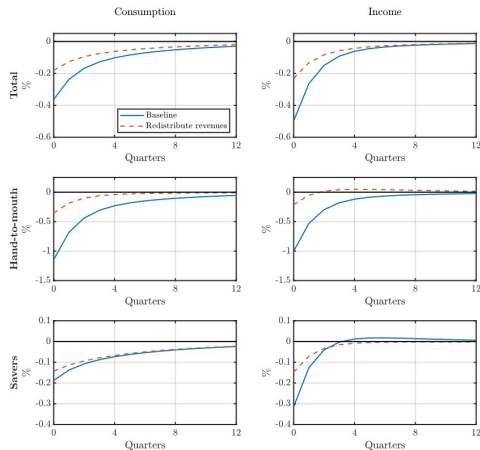 Consumption
Income
0
-0.2
-0.4
-0.6
%
Total
Baseline
Redistribute revenues
0 4 8 12
Quarters
0
-0.2
-0.4
-0.6
%
0 4 8 12
Quarters
0.5
0
-0.5
-1
-1.5
%
Hand-to-mouth
0 4 8 12
Quarters
0.5
0
-0.5
-1
-1.5
%
0 4 8 12
Quarters
0.1
0
-0.1
-0.2
-0.3
-0.4
%
Savers
0 4 8 12
Quarters
0.1
0
-0.1
-0.2
-0.3
-0.4
%
0 4 8 12
Quarters